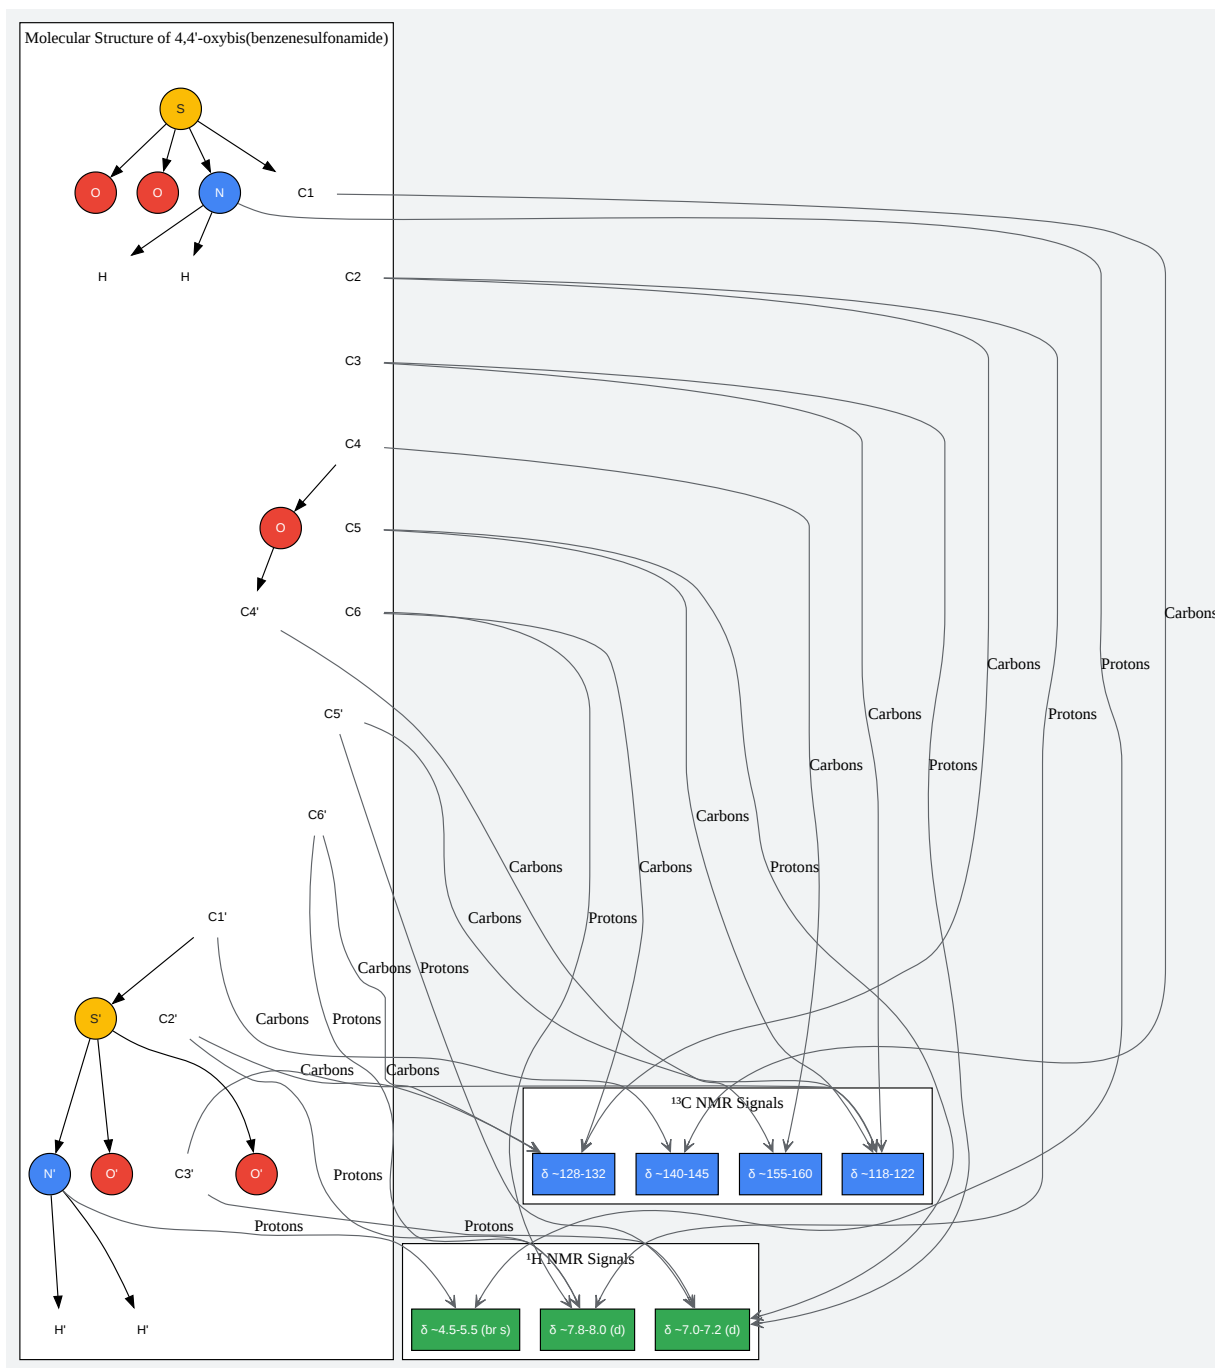 Molecular Structure of 4,4'-oxybis(benzenesulfonamide)
S
O
O
N
C1
H
H
C2
C3
C4
O
C5
C4'
C6
Carbons
Carbons
Protons
C5'
Carbons
Protons
Carbons
Protons
C6'
Carbons
Carbons
Carbons
Protons
C1'
Carbons
Protons
Carbons
Protons
S'
C2'
Carbons
Protons
Carbons
Carbons
¹³C NMR Signals
N'
O'
C3'
O'
Protons
δ ~128-132
δ ~140-145
δ ~155-160
δ ~118-122
Protons
Protons
¹H NMR Signals
H'
H'
δ ~4.5-5.5 (br s)
δ ~7.8-8.0 (d)
δ ~7.0-7.2 (d)